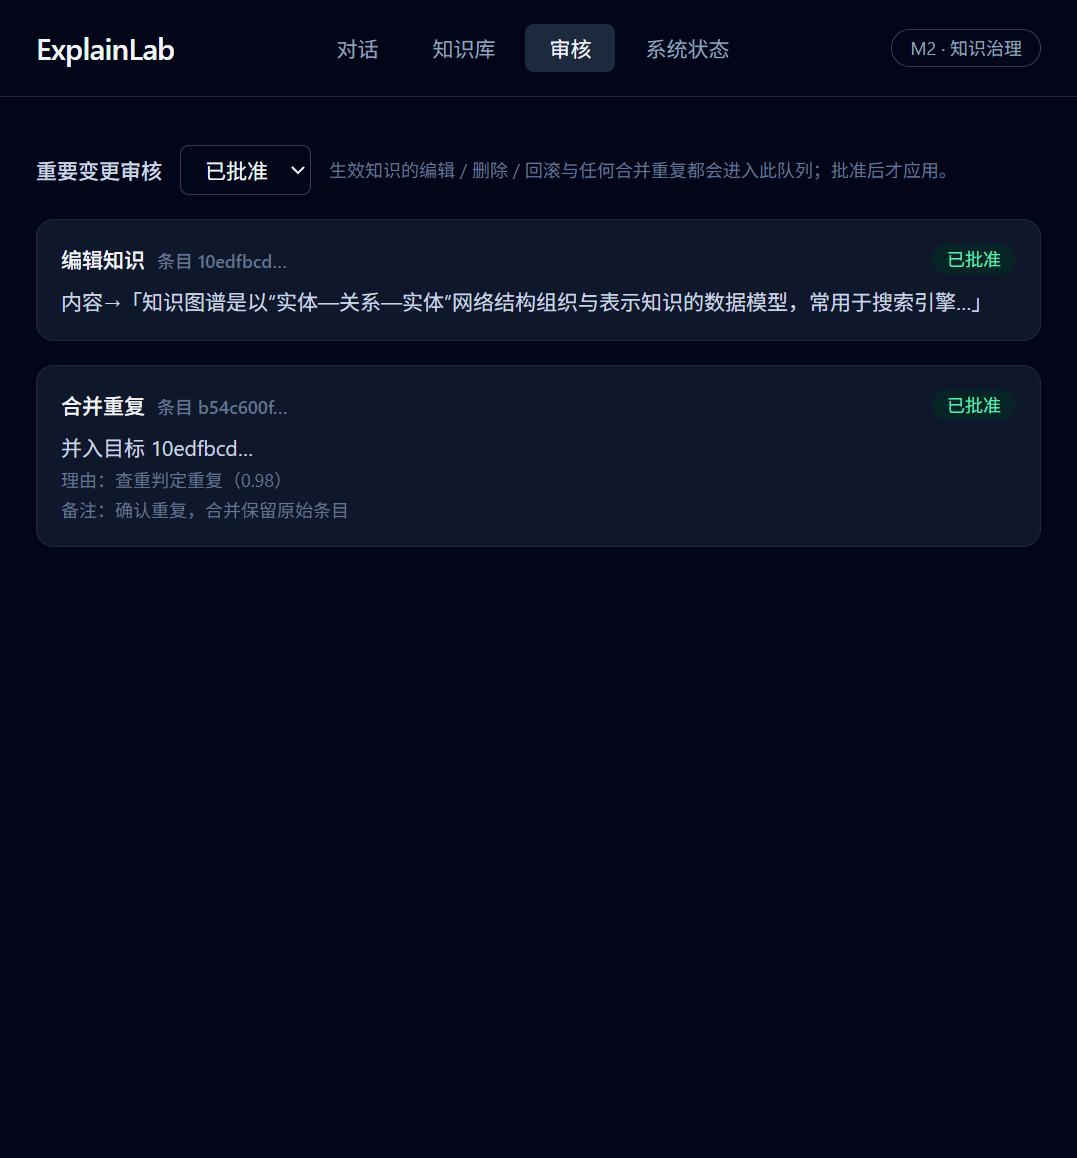 ExplainLab
对话
知识库
审核
系统状态
M2 · 知识治理
重要变更审核
已批准
生效知识的编辑 / 删除 / 回滚与任何合并重复都会进入此队列；批准后才应用。
编辑知识 条目 10edfbcd…
已批准
内容→「知识图谱是以“实体—关系—实体”网络结构组织与表示知识的数据模型，常用于搜索引擎…」
合并重复 条目 b54c600f…
已批准
并入目标 10edfbcd…
理由：查重判定重复（0.98）
备注：确认重复，合并保留原始条目